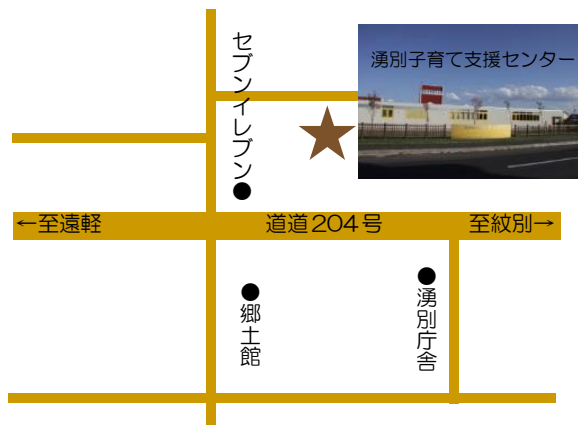 セブンイレブン
湧別子育て支援センター
←至遠軽
道道204号
至紋別→
郷土館
湧別庁舎